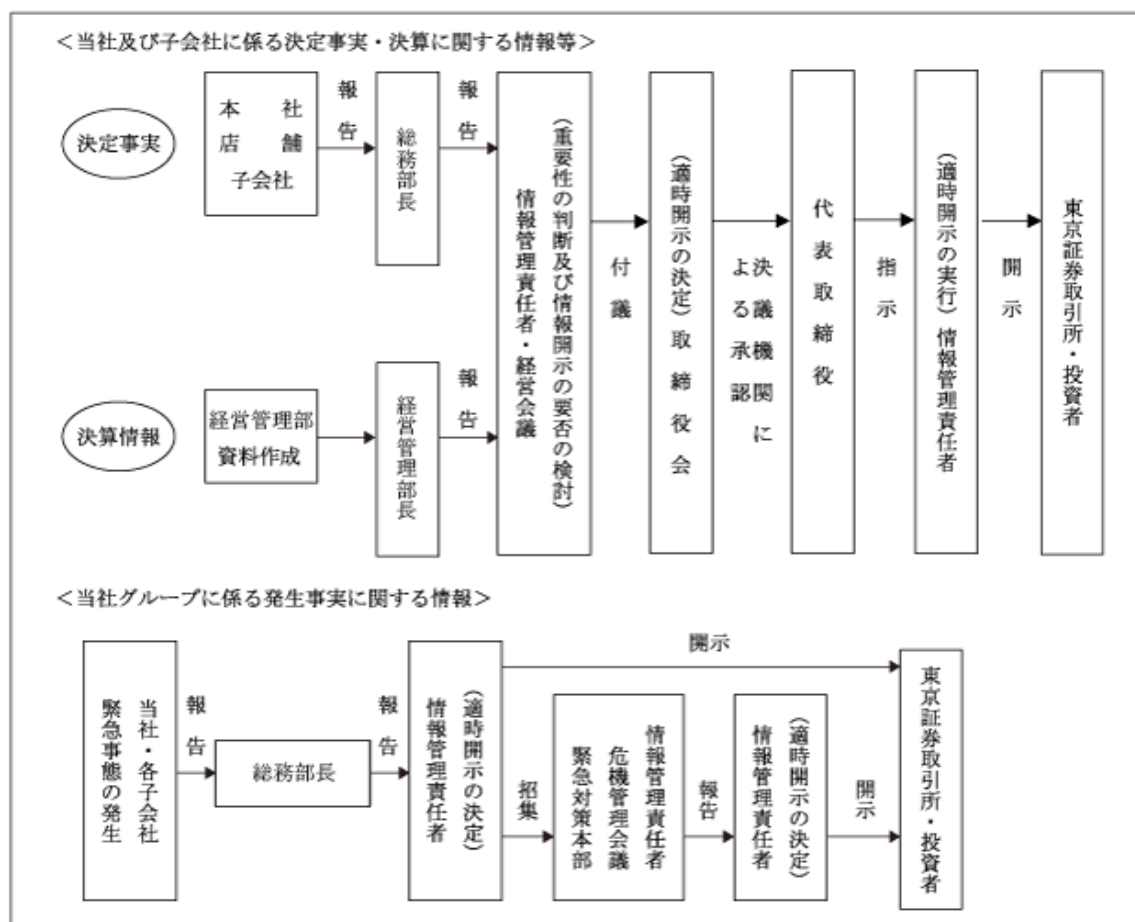 ＜当社及び子会社に係る決定事実・決算に関する情報等＞
決定事実
本社
店舗
子会社
報告
総務部長
報告
決算情報
経営管理部
資料作成
経営管理部長
報告
（重要性の判断及び情報開示の要否の検討）
情報管理責任者・経営会議
付議
（適時開示の決定）取締役会
決議機関に
よる承認
代表取締役
指示
（適時開示の実行）情報管理責任者
開示
東京証券取引所・投資者
＜当社グループに係る発生事実に関する情報＞
当社・各子会社
緊急事態の発生
報告
総務部長
報告
（適時開示の決定）
情報管理責任者
開示
招集
情報管理責任者
危機管理会議
緊急対策本部
報告
（適時開示の決定）
情報管理責任者
開示
東京証券取引所・投資者